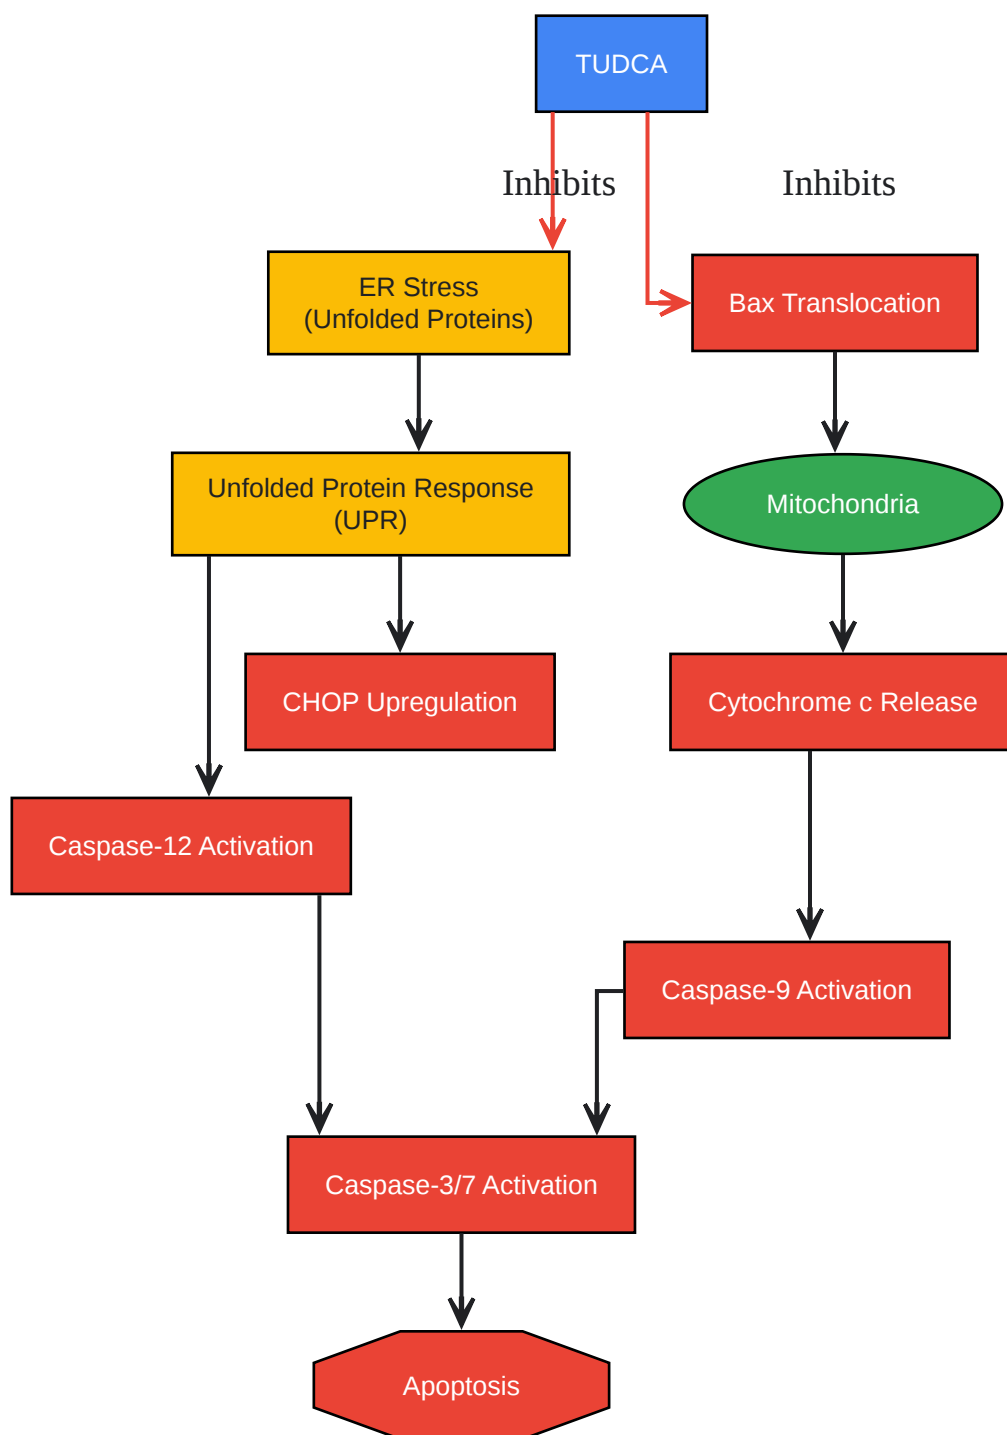 TUDCA
Inhibits
Inhibits
ER Stress
(Unfolded Proteins)
Bax Translocation
Unfolded Protein Response
(UPR)
Mitochondria
CHOP Upregulation
Cytochrome c Release
Caspase-12 Activation
Caspase-9 Activation
Caspase-3/7 Activation
Apoptosis